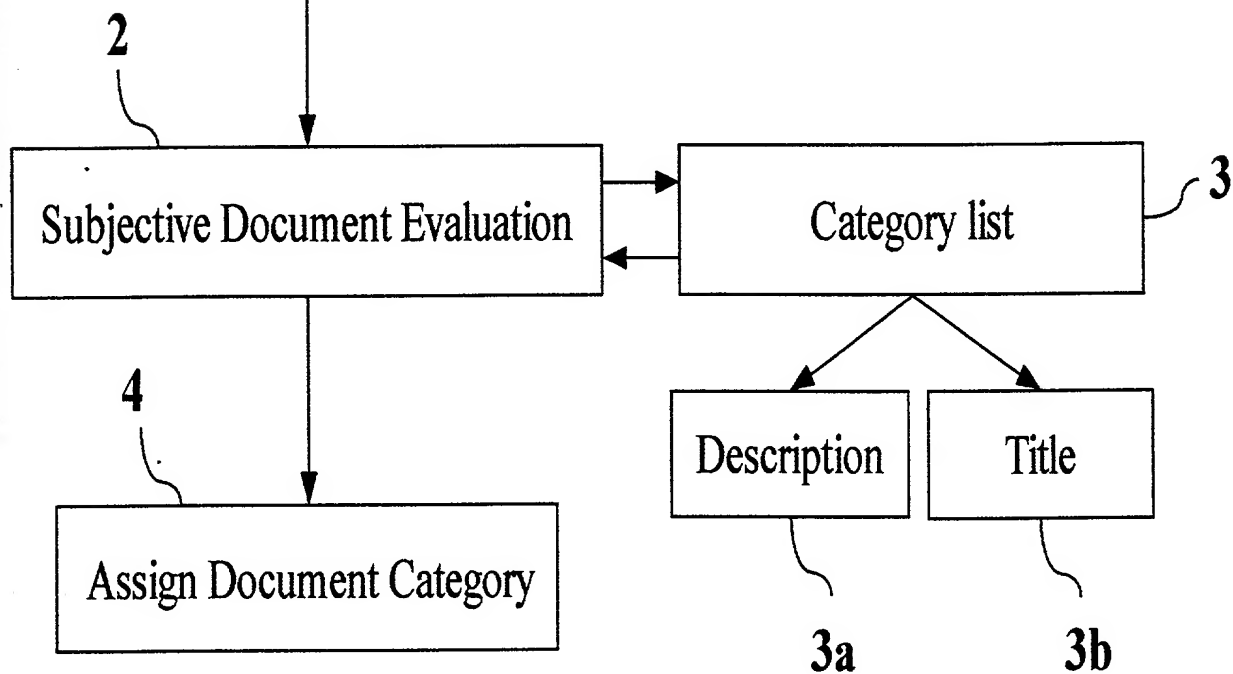 2
Subjective Document Evaluation
Category list
3
4
Description
Title
Assign Document Category
3a
3b